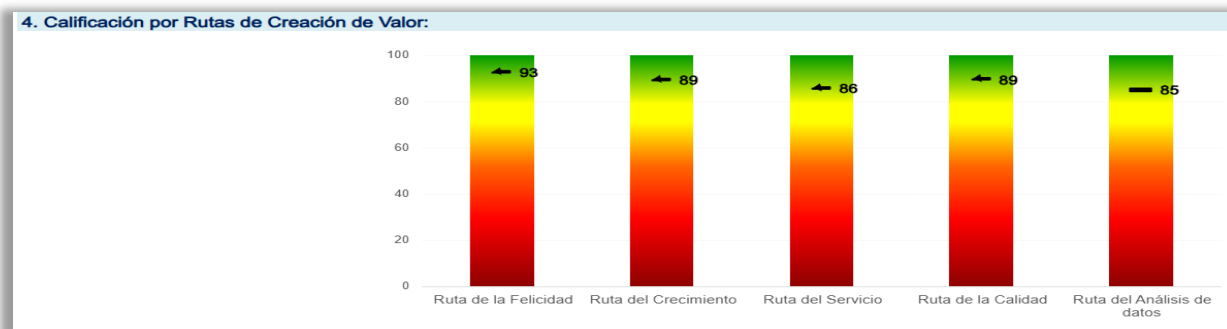 4. Calificación por Rutas de Creación de Valor:
100
80
60
40
20
0
93
89
86
89
85
Ruta de la Felicidad
Ruta del Crecimiento
Ruta del Servicio
Ruta de la Calidad
Ruta del Análisis de
datos